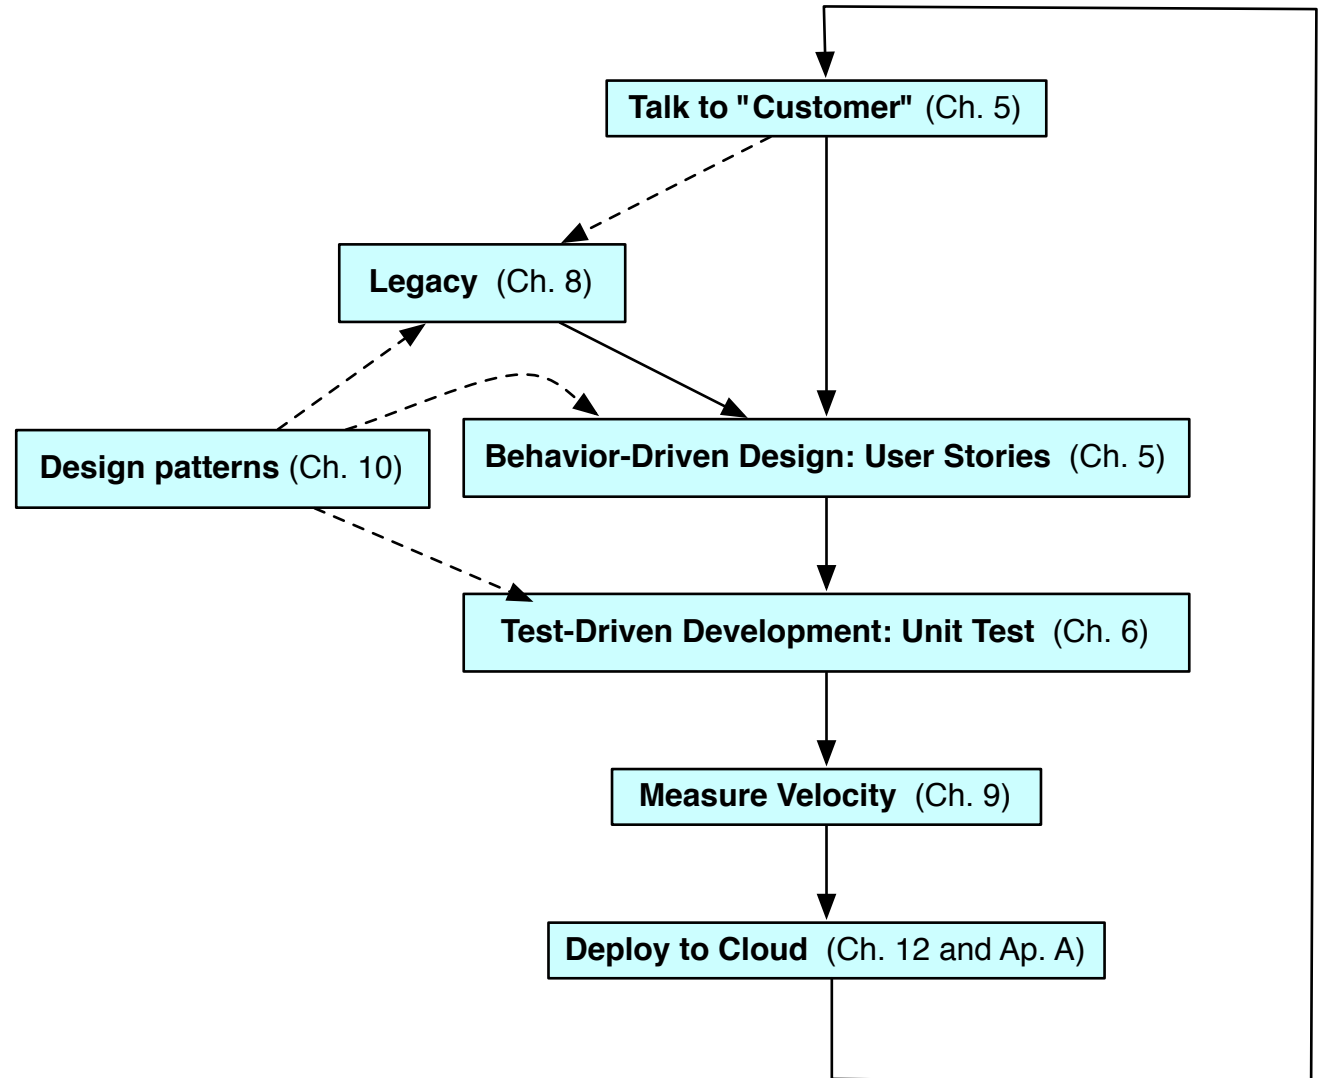 Talk to "Customer" (Ch. 5)
Legacy (Ch. 8)
Design patterns (Ch. 10)
Behavior-Driven Design: User Stories (Ch. 5)
Test-Driven Development: Unit Test (Ch. 6)
Measure Velocity (Ch. 9)
Deploy to Cloud (Ch. 12 and Ap. A)